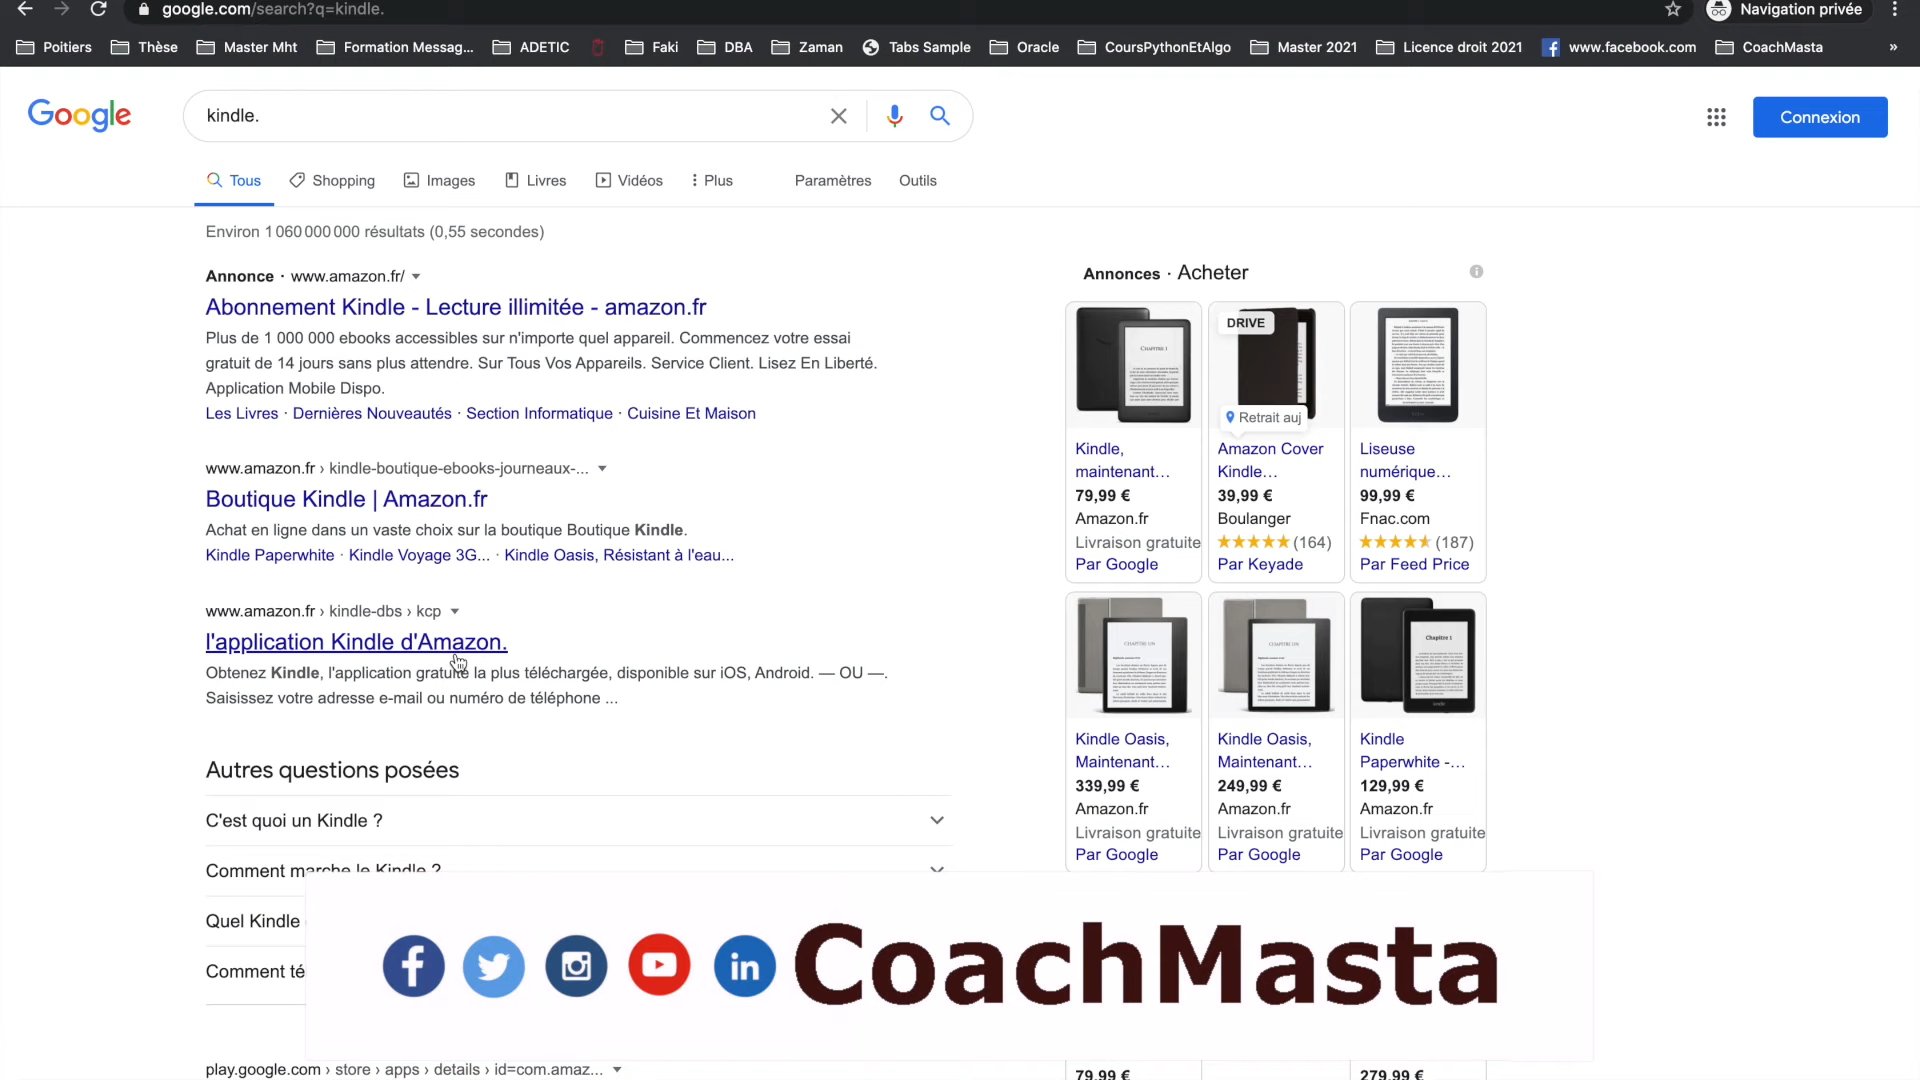 google.com/search?q=kindle.
Navigation privée
Poitiers
Thèse
Master Mht
Formation Messag...
ADETIC
Faki
DBA
Zaman
Tabs Sample
Oracle
CoursPythonEtAlgo
Master 2021
Licence droit 2021
www.facebook.com
CoachMasta
»
Google
kindle.
Connexion
Tous
Shopping
Images
Livres
Vidéos
Plus
Paramètres
Outils
Environ 1 060 000 000 résultats (0,55 secondes)
Annonce · www.amazon.fr/
Abonnement Kindle - Lecture illimitée - amazon.fr
Plus de 1 000 000 ebooks accessibles sur n'importe quel appareil. Commencez votre essai
gratuit de 14 jours sans plus attendre. Sur Tous Vos Appareils. Service Client. Lisez En Liberté.
Application Mobile Dispo.
Les Livres · Dernières Nouveautés · Section Informatique · Cuisine Et Maison
www.amazon.fr › kindle-boutique-ebooks-journeaux-...
Boutique Kindle | Amazon.fr
Achat en ligne dans un vaste choix sur la boutique Boutique Kindle.
Kindle Paperwhite · Kindle Voyage 3G... · Kindle Oasis, Résistant à l'eau...
www.amazon.fr › kindle-dbs › kcp
l'application Kindle d'Amazon.
Obtenez Kindle, l'application gratuite la plus téléchargée, disponible sur iOS, Android. — OU —.
Saisissez votre adresse e-mail ou numéro de téléphone ...
Autres questions posées
C'est quoi un Kindle ?
Comment marche le Kindle ?
Quel Kindle
Comment té
play.google.com › store › apps › details › id=com.amaz...
Annonces · Acheter
CHAPITRE 1
Kindle,
maintenant...
79,99 €
Amazon.fr
Livraison gratuite
Par Google
DRIVE
Retrait auj
Amazon Cover
Kindle...
39,99 €
Boulanger
(164)
Par Keyade
Liseuse
numérique...
99,99 €
Fnac.com
(187)
Par Feed Price
Kindle Oasis,
Maintenant...
339,99 €
Amazon.fr
Livraison gratuite
Par Google
Kindle Oasis,
Maintenant...
249,99 €
Amazon.fr
Livraison gratuite
Par Google
Chapitre 1
Kindle
Paperwhite -...
129,99 €
Amazon.fr
Livraison gratuite
Par Google
79,99 €
279,99 €
CoachMasta